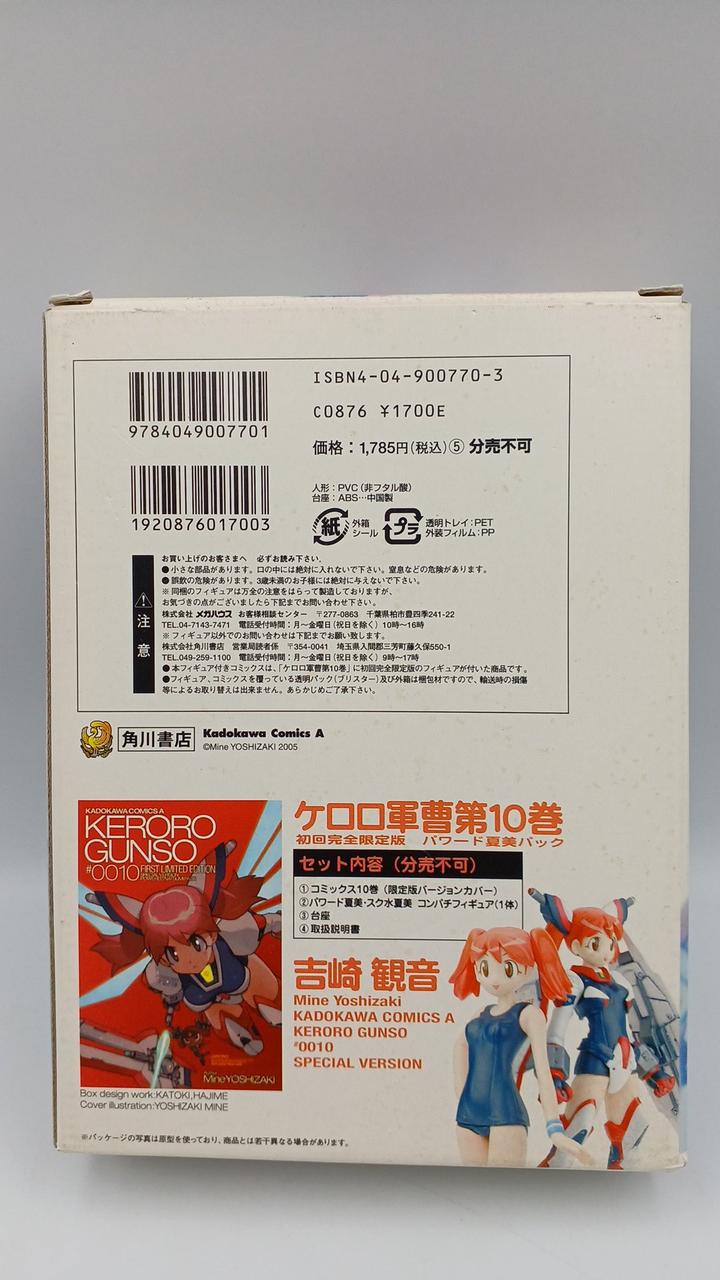 ISBN4-04-900770-3
C0876 ¥1700E
9784049007701
価格：1,785円(税込)⑤ 分売不可
1920876017003
人形：PVC（非フタル酸）
台座：ABS…中国製
紙 外箱 シール プラ 透明トレイ:PET 外装フィルム:PP
お買い上げのお客さまへ 必ずお読み下さい。
●小さな部品があります。口の中には絶対に入れないで下さい。窒息などの危険があります。
●誤飲の危険があります。3歳未満のお子様には絶対に与えないで下さい。
※同梱のフィギュアは万全の注意をはらって製造しておりますが、
お気づきの点がございましたら下記までお問い合わせ下さい。
株式会社 メガハウス お客様相談センター 〒277-0863 千葉県柏市豊四季241-22
TEL.04-7143-7471 電話受付時間：月〜金曜日(祝日を除く)10時〜16時
※フィギュア以外でのお問い合わせは下記までお願い致します。
株式会社角川書店 営業局読者係 〒354-0041 埼玉県入間郡三芳町藤久保550-1
TEL.049-259-1100 電話受付時間：月〜金曜日(祝日を除く)9時〜17時
●本フィギュア付きコミックスは、「ケロロ軍曹第10巻」に初回完全限定版のフィギュアが付いた商品です。
●フィギュア、コミックスを覆っている透明パック(ブリスター)及び外箱は梱包材ですので、輸送時の損傷
等によるお取り替えは出来ません。あらかじめご了承下さい。
注意
角川書店 Kadokawa Comics A
©Mine YOSHIZAKI 2005
KADOKAWA COMICS A
KERORO
GUNSO
#0010 FIRST LIMITED EDITION
Mine YOSHIZAKI
Box design work:KATOKI,HAJIME
Cover illustration:YOSHIZAKI MINE
ケロロ軍曹第10巻
初回完全限定版 パワード夏美パック
セット内容（分売不可）
①コミックス10巻（限定版バージョンカバー）
②パワード夏美・スク水夏美 コンパチフィギュア(1体)
③台座
④取扱説明書
吉崎 観音
Mine Yoshizaki
KADOKAWA COMICS A
KERORO GUNSO
#0010
SPECIAL VERSION
※パッケージの写真は原型を使っており、商品とは若干異なる場合があります。